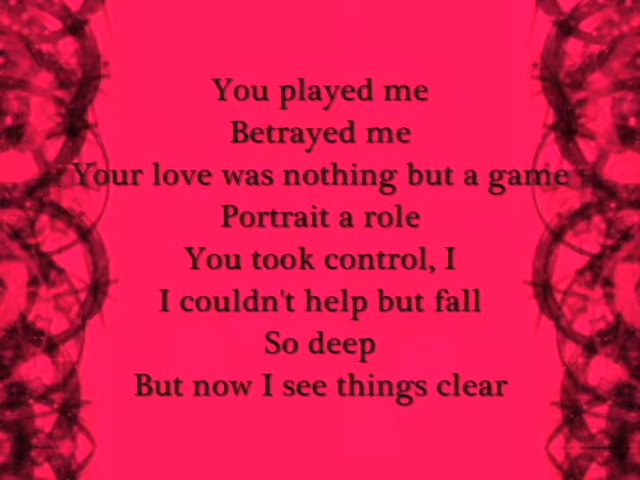 You played me
Betrayed me
Your love was nothing but a game
Portrait a role
You took control, I
I couldn't help but fall
So deep
But now I see things clear